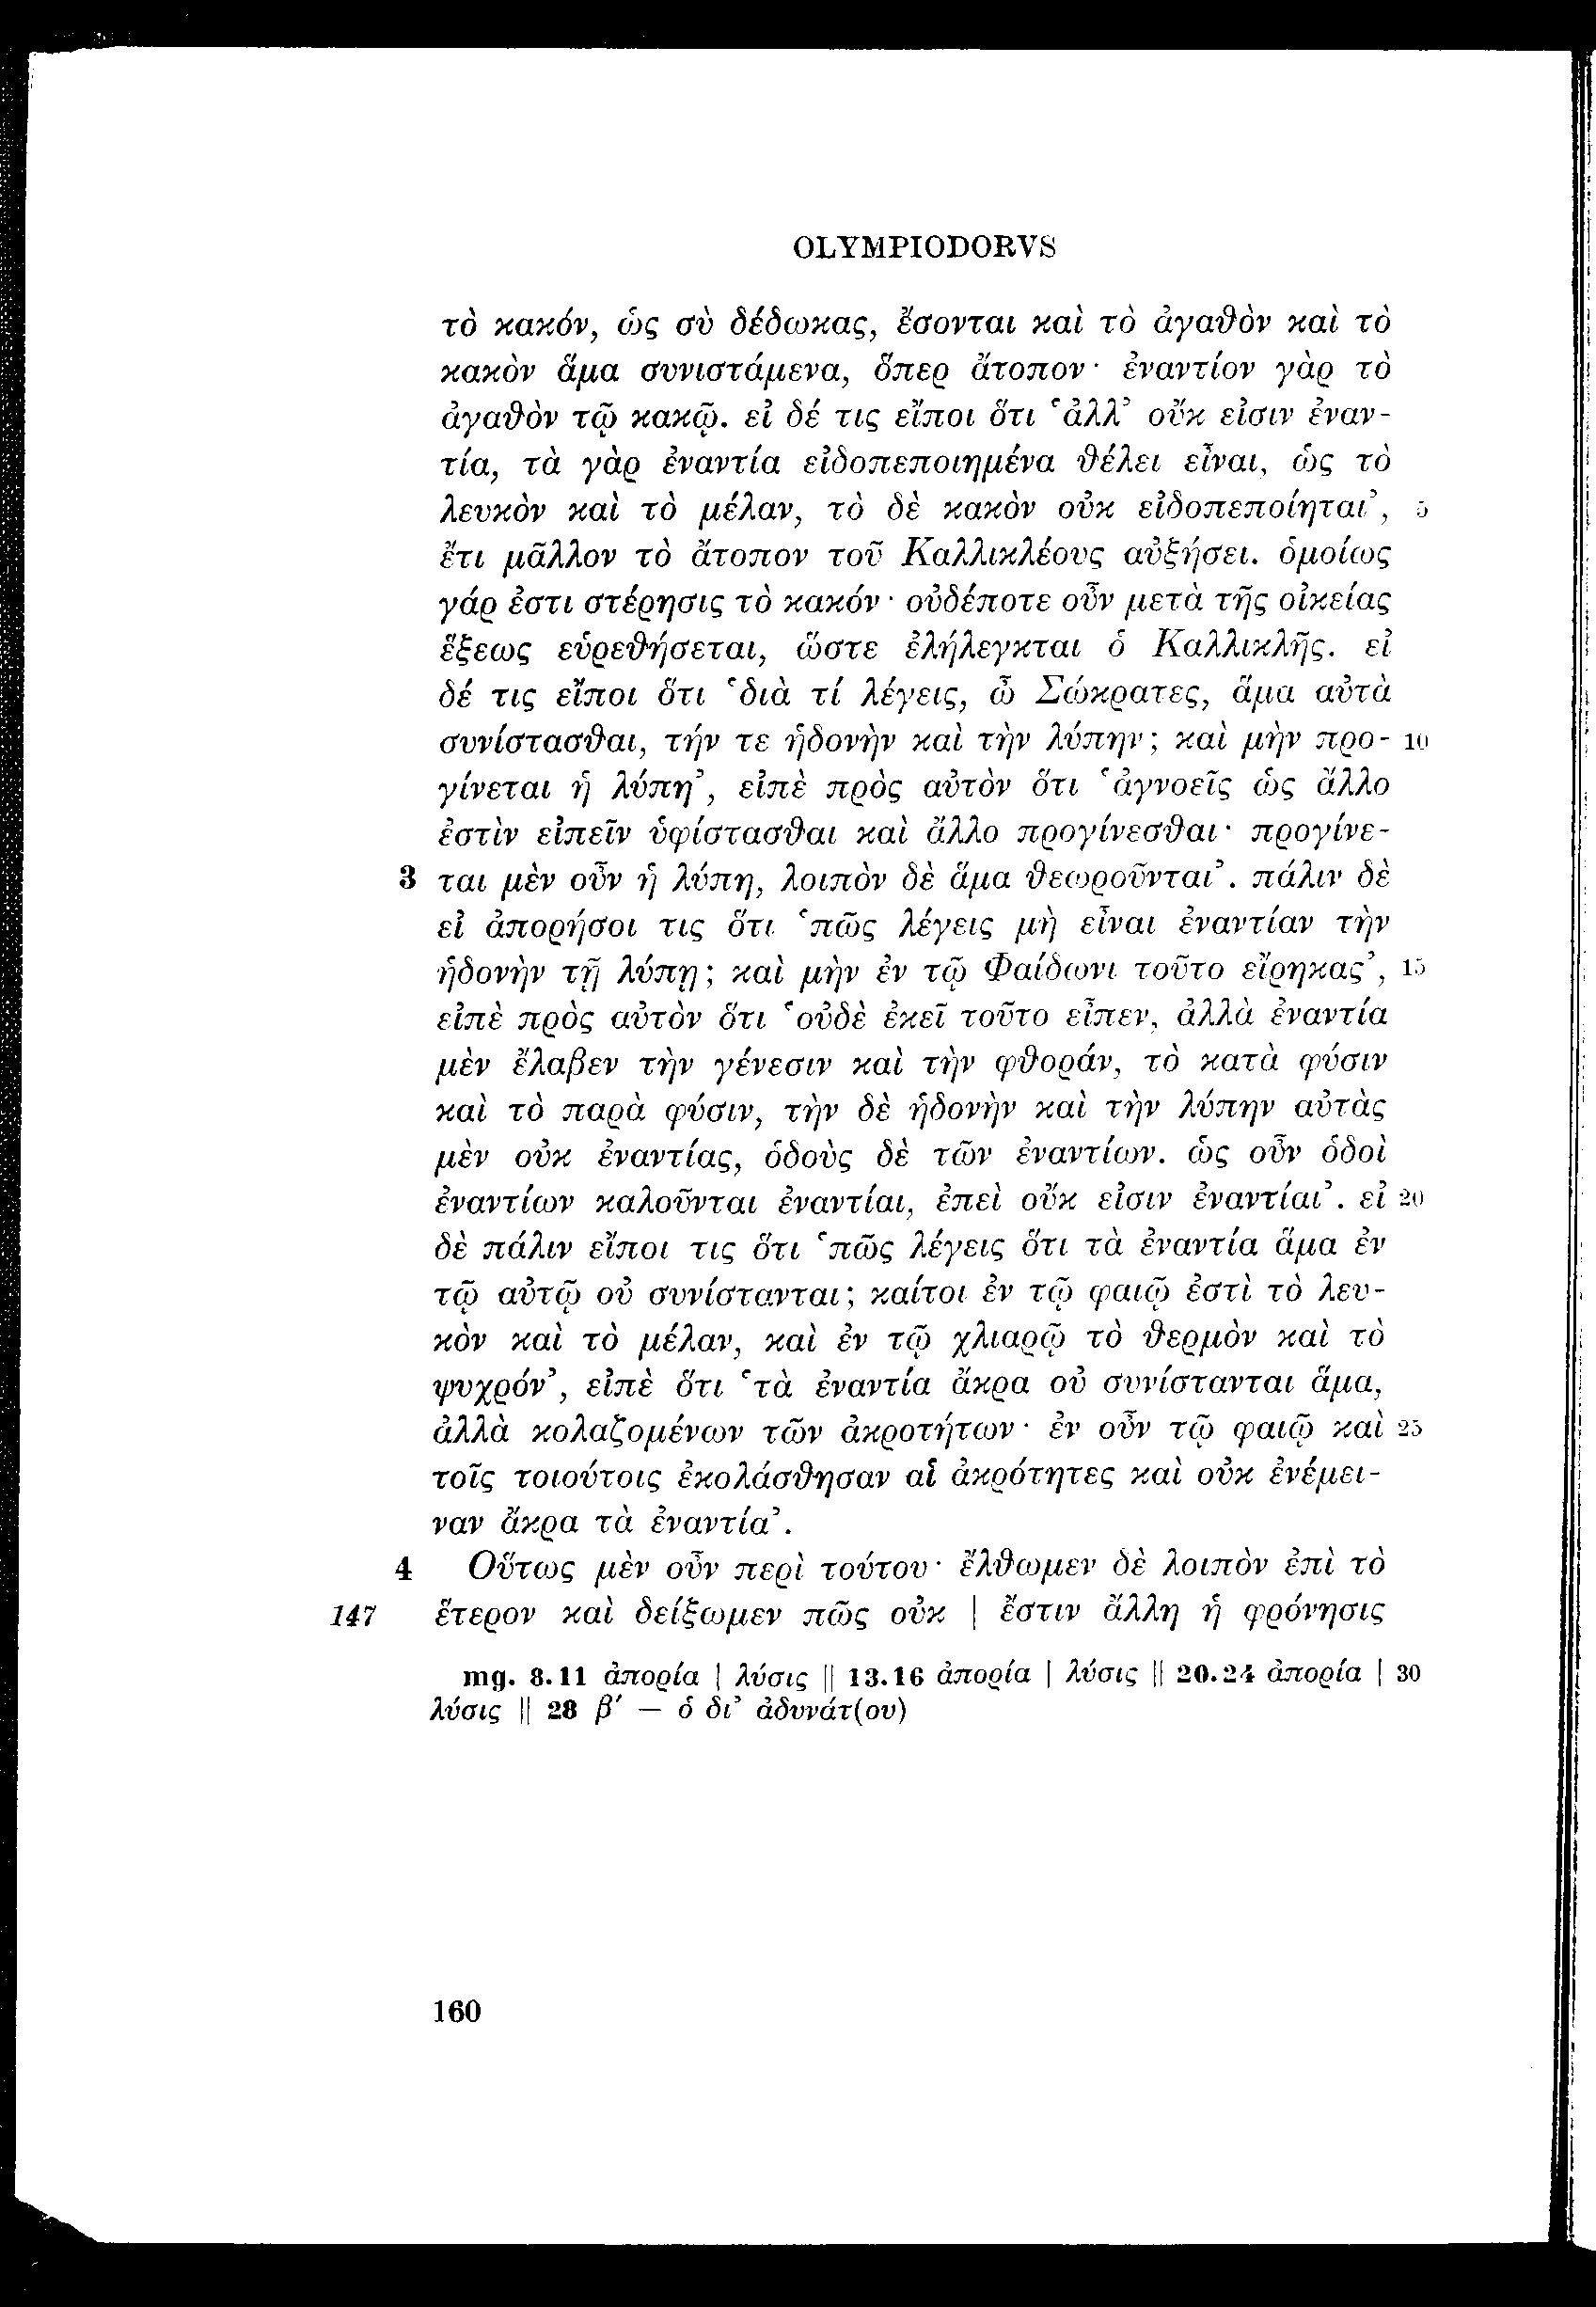 OLYMPIODORVS
τὸ κακόν, ὡς σὺ δέδωκας, ἔσονται καὶ τὸ ἀγαθὸν καὶ τὸ
κακὸν ἅμα συνιστάμενα, ὅπερ ἄτοπον· ἐναντίον γὰρ τὸ
ἀγαθὸν τῷ κακῷ. εἰ δέ τις εἴποι ὅτι ʽἀλλ’ οὔκ εἰσιν ἐναν-
τία, τὰ γὰρ ἐναντία εἰδοπεποιημένα θέλει εἶναι, ὡς τὸ
λευκὸν καὶ τὸ μέλαν, τὸ δὲ κακὸν οὐκ εἰδοπεποίηται’, 5
ἔτι μᾶλλον τὸ ἄτοπον τοῦ Καλλικλέους αὐξήσει. ὁμοίως
γάρ ἐστι στέρησις τὸ κακόν· οὐδέποτε οὖν μετὰ τῆς οἰκείας
ἕξεως εὑρεθήσεται, ὥστε ἐλήλεγκται ὁ Καλλικλῆς. εἰ
δέ τις εἴποι ὅτι ʽδιὰ τί λέγεις, ὦ Σώκρατες, ἅμα αὐτὰ
συνίστασθαι, τήν τε ἡδονὴν καὶ τὴν λύπην; καὶ μὴν προ- 10
γίνεται ἡ λύπη’, εἰπὲ πρὸς αὐτὸν ὅτι ʽἀγνοεῖς ὡς ἄλλο
ἐστὶν εἰπεῖν ὑφίστασθαι καὶ ἄλλο προγίνεσθαι· προγίνε-
3 ται μὲν οὖν ἡ λύπη, λοιπὸν δὲ ἅμα θεωροῦνται’. πάλιν δὲ
εἰ ἀπορήσοι τις ὅτι ʽπῶς λέγεις μὴ εἶναι ἐναντίαν τὴν
ἡδονὴν τῇ λύπῃ; καὶ μὴν ἐν τῷ Φαίδωνι τοῦτο εἴρηκας’, 15
εἰπὲ πρὸς αὐτὸν ὅτι ʽοὐδὲ ἐκεῖ τοῦτο εἶπεν, ἀλλὰ ἐναντία
μὲν ἔλαβεν τὴν γένεσιν καὶ τὴν φθοράν, τὸ κατὰ φύσιν
καὶ τὸ παρὰ φύσιν, τὴν δὲ ἡδονὴν καὶ τὴν λύπην αὐτὰς
μὲν οὐκ ἐναντίας, ὁδοὺς δὲ τῶν ἐναντίων. ὡς οὖν ὁδοὶ
ἐναντίων καλοῦνται ἐναντίαι, ἐπεὶ οὔκ εἰσιν ἐναντίαι’. εἰ 20
δὲ πάλιν εἴποι τις ὅτι ʽπῶς λέγεις ὅτι τὰ ἐναντία ἅμα ἐν
τῷ αὐτῷ οὐ συνίστανται; καίτοι ἐν τῷ φαιῷ ἐστὶ τὸ λευ-
κὸν καὶ τὸ μέλαν, καὶ ἐν τῷ χλιαρῷ τὸ θερμὸν καὶ τὸ
ψυχρόν’, εἰπὲ ὅτι ʽτὰ ἐναντία ἄκρα οὐ συνίστανται ἅμα,
ἀλλὰ κολαζομένων τῶν ἀκροτήτων· ἐν οὖν τῷ φαιῷ καὶ 25
τοῖς τοιούτοις ἐκολάσθησαν αἱ ἀκρότητες καὶ οὐκ ἐνέμει-
ναν ἄκρα τὰ ἐναντία’.
4 Οὕτως μὲν οὖν περὶ τούτου· ἔλθωμεν δὲ λοιπὸν ἐπὶ τὸ
147 ἕτερον καὶ δείξωμεν πῶς οὐκ | ἔστιν ἄλλη ἡ φρόνησις
mg. 8.11 ἀπορία | λύσις || 13.16 ἀπορία | λύσις || 20.24 ἀπορία | 30
λύσις || 28 β′ — ὁ δι’ ἀδυνάτ(ου)
160